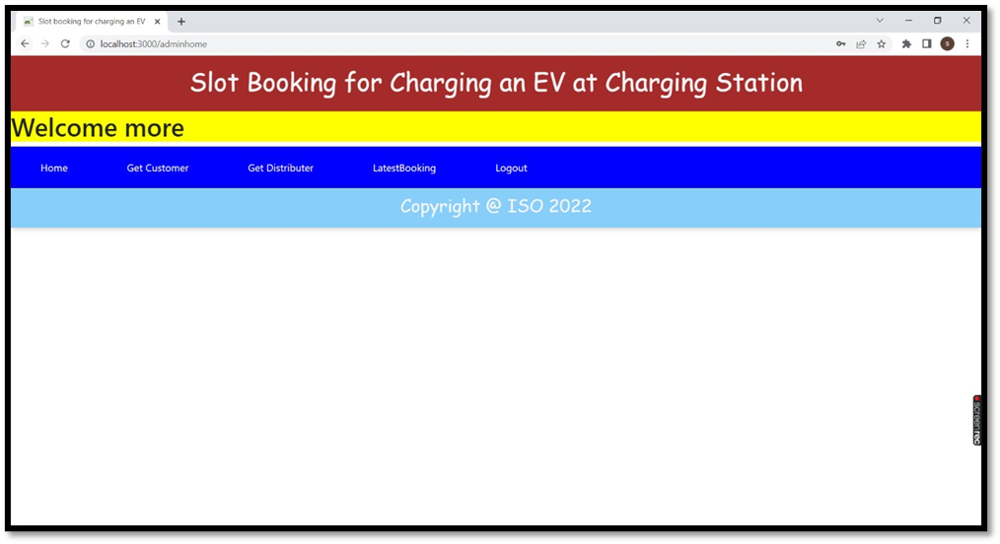 Slot booking for charging an EV
localhost:3000/adminhome
S
Slot Booking for Charging an EV at Charging Station
Welcome more
Home Get Customer Get Distributer LatestBooking Logout
Copyright @ ISO 2022
screenrec